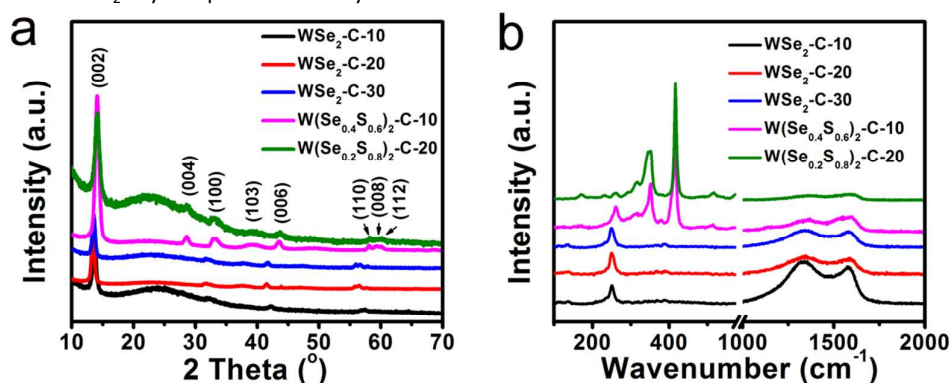 a
Intensity (a.u.)
2 Theta (°)
10 20 30 40 50 60 70
(002)
(004)
(100)
(103)
(006)
(110)
(008)
(112)
WSe₂-C-10
WSe₂-C-20
WSe₂-C-30
W(Se₀.₄S₀.₆)₂-C-10
W(Se₀.₂S₀.₈)₂-C-20
b
Intensity (a.u.)
WSe₂-C-10
WSe₂-C-20
WSe₂-C-30
W(Se₀.₄S₀.₆)₂-C-10
W(Se₀.₂S₀.₈)₂-C-20
200 400 1000 1500 2000
Wavenumber (cm⁻¹)